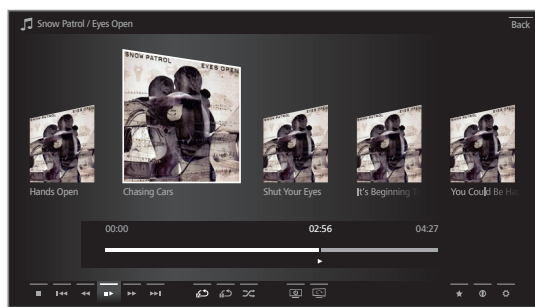 Snow Patrol / Eyes Open
Back
SNOW PATROL
EYES OPEN
Hands Open
Chasing Cars
Shut Your Eyes
It's Beginning
You Could Be
00:00
02:56
04:27